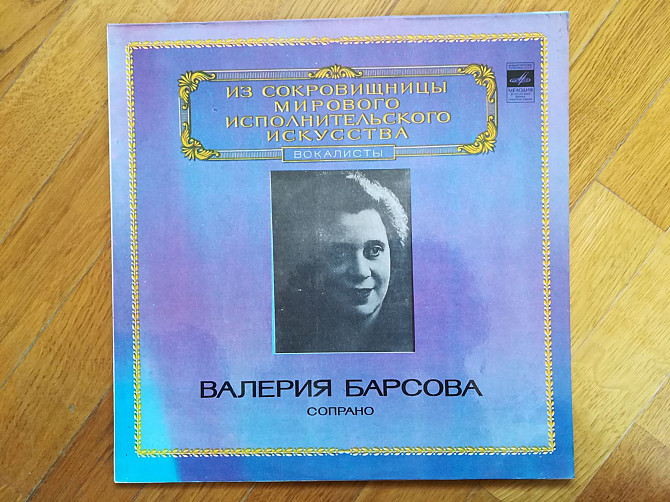 ИЗ СОКРОВИЩНИЦЫ
МИРОВОГО
ИСПОЛНИТЕЛЬСКОГО
ИСКУССТВА
ВОКАЛИСТЫ
МЕЛОДИЯ
ВАЛЕРИЯ БАРСОВА
СОПРАНО